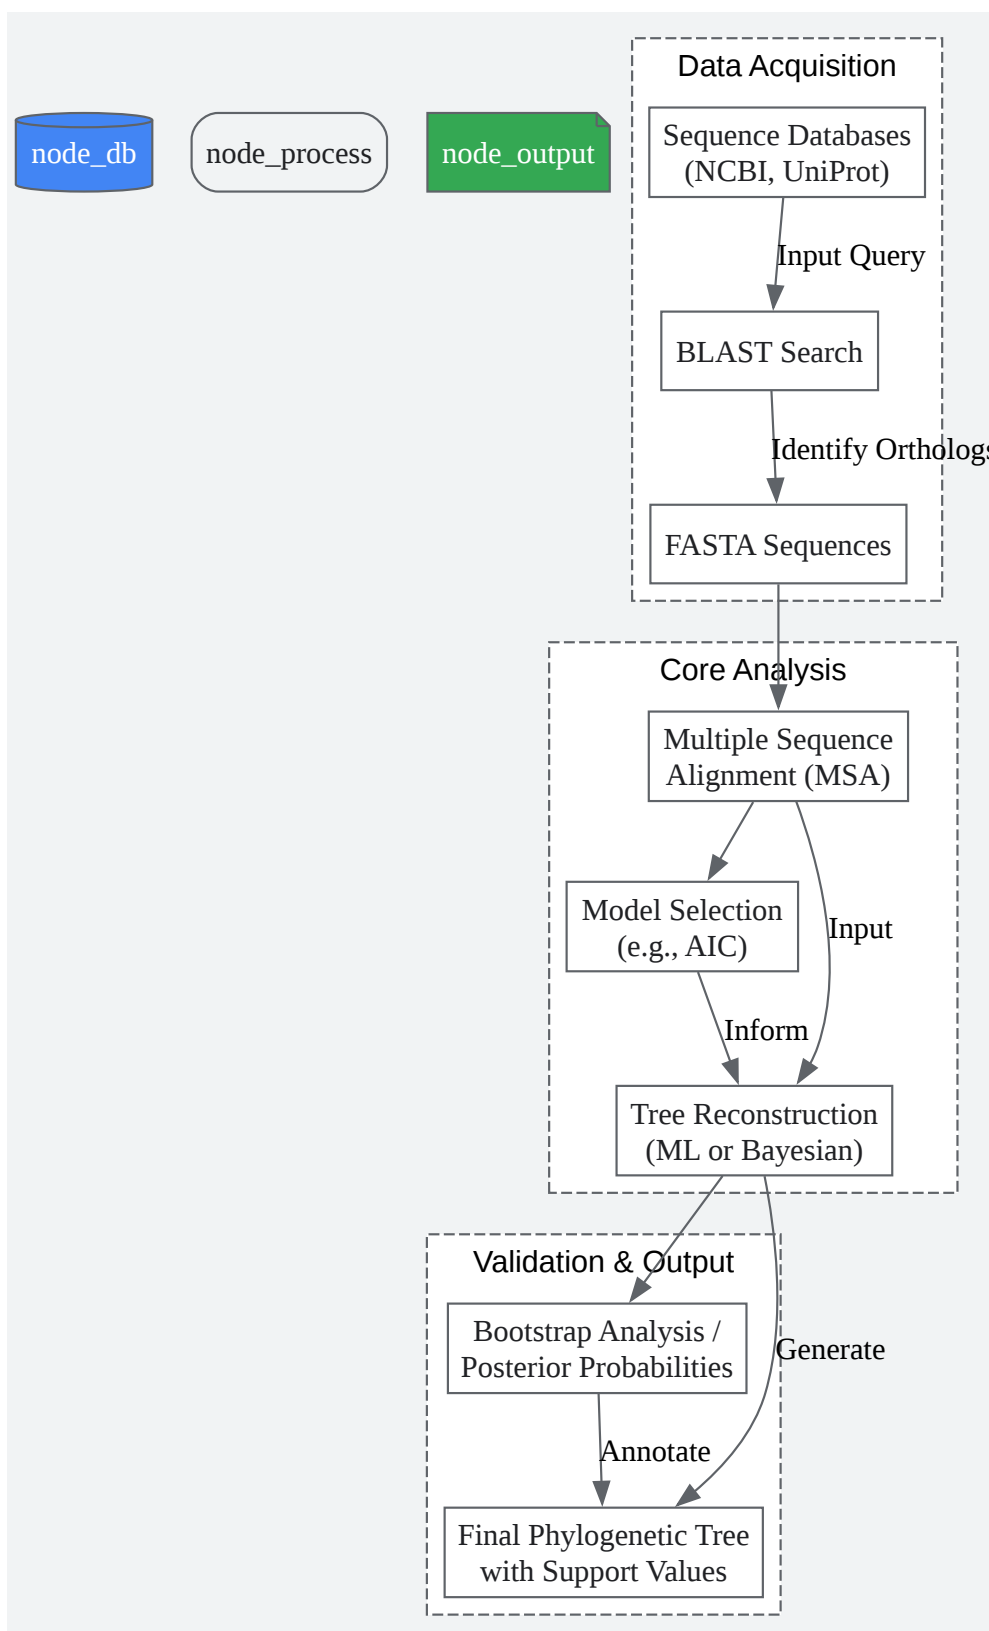 node_db
node_process
node_output
Data Acquisition
Sequence Databases
(NCBI, UniProt)
Input Query
BLAST Search
Identify Orthologs
FASTA Sequences
Core Analysis
Multiple Sequence
Alignment (MSA)
Model Selection
(e.g., AIC)
Input
Inform
Tree Reconstruction
(ML or Bayesian)
Validation & Output
Bootstrap Analysis /
Posterior Probabilities
Generate
Annotate
Final Phylogenetic Tree
with Support Values